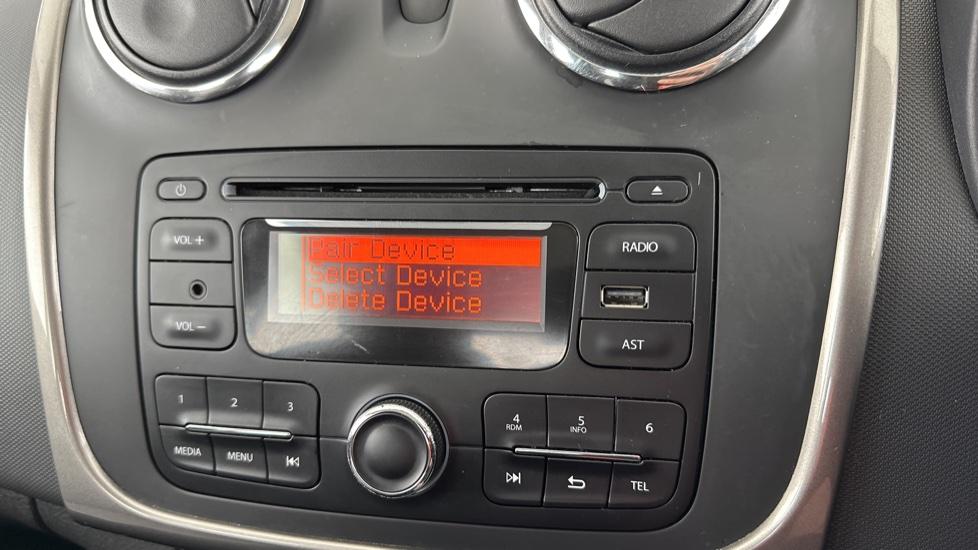 VOL +
VOL –
Pair Device
Select Device
Delete Device
RADIO
AST
1
2
3
MEDIA
MENU
4
RDM
5
INFO
6
TEL